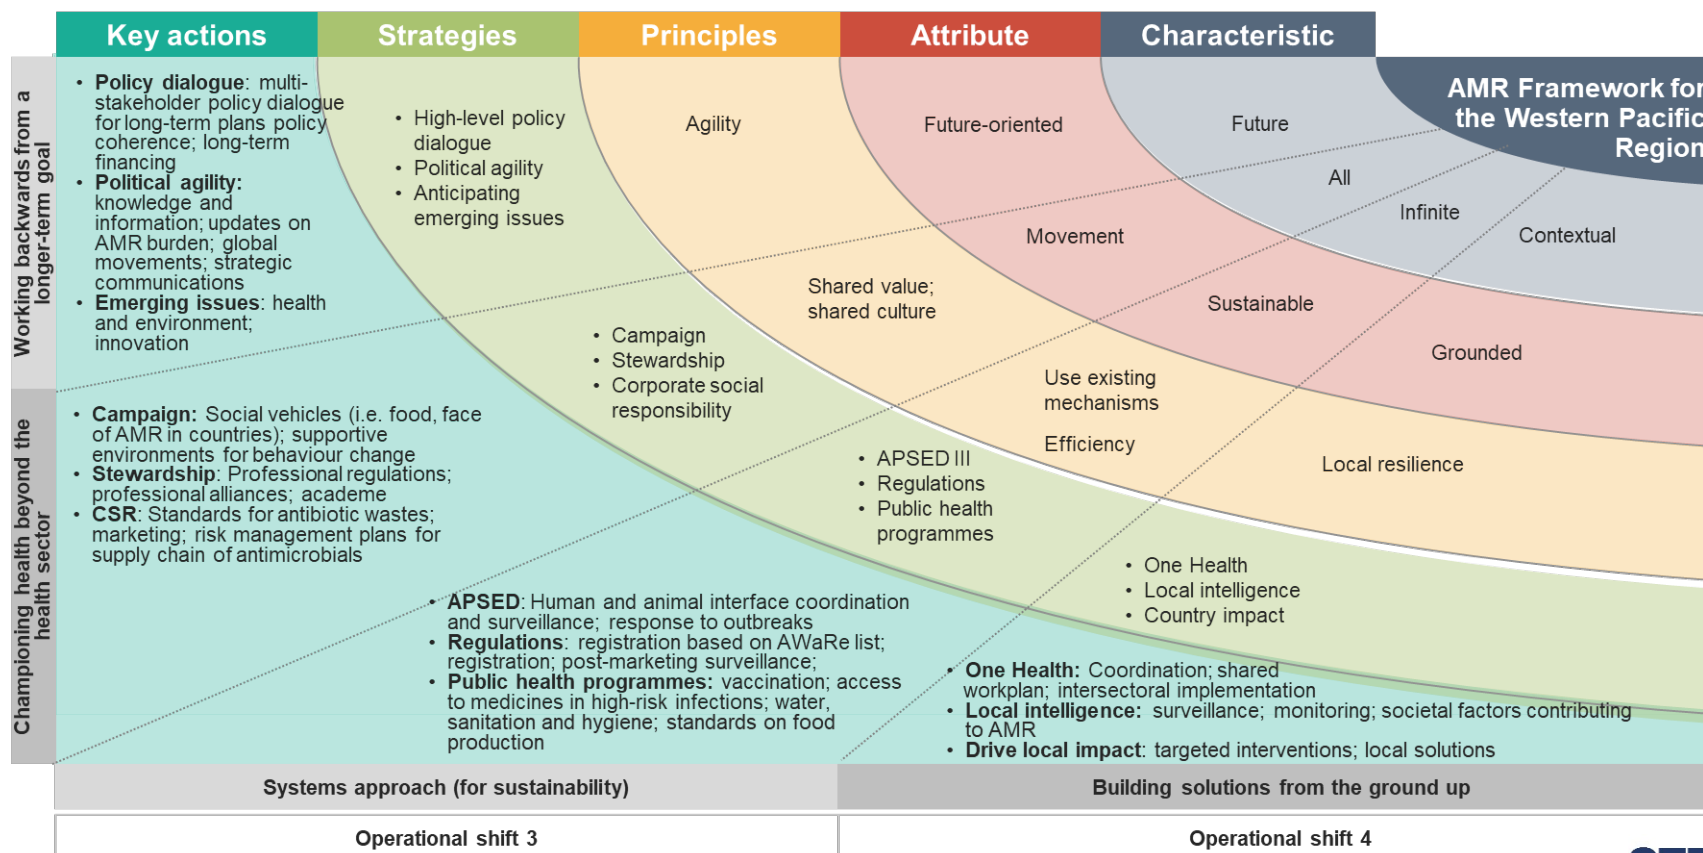 Key actions
Strategies
Principles
Attribute
Characteristic
AMR Framework for
the Western Pacific
Region
Working backwards from a
longer-term goal
• Policy dialogue: multi-
stakeholder policy dialogue
for long-term plans policy
coherence; long-term
financing
• Political agility:
knowledge and
information; updates on
AMR burden; global
movements; strategic
communications
• Emerging issues: health
and environment;
innovation
• High-level policy
dialogue
• Political agility
• Anticipating
emerging issues
Agility
Future-oriented
Future
All
Infinite
Contextual
Movement
Sustainable
Grounded
Shared value;
shared culture
Use existing
mechanisms
Efficiency
Local resilience
• Campaign
• Stewardship
• Corporate social
responsibility
• APSED III
• Regulations
• Public health
programmes
• One Health
• Local intelligence
• Country impact
Championing health beyond the
health sector
• Campaign: Social vehicles (i.e. food, face
of AMR in countries); supportive
environments for behaviour change
• Stewardship: Professional regulations;
professional alliances; academe
• CSR: Standards for antibiotic wastes;
marketing; risk management plans for
supply chain of antimicrobials
• APSED: Human and animal interface coordination
and surveillance; response to outbreaks
• Regulations: registration based on AWaRe list;
registration; post-marketing surveillance;
• Public health programmes: vaccination; access
to medicines in high-risk infections; water,
sanitation and hygiene; standards on food
production
• One Health: Coordination; shared
workplan; intersectoral implementation
• Local intelligence: surveillance; monitoring; societal factors contributing
to AMR
• Drive local impact: targeted interventions; local solutions
Systems approach (for sustainability)
Building solutions from the ground up
Operational shift 3
Operational shift 4